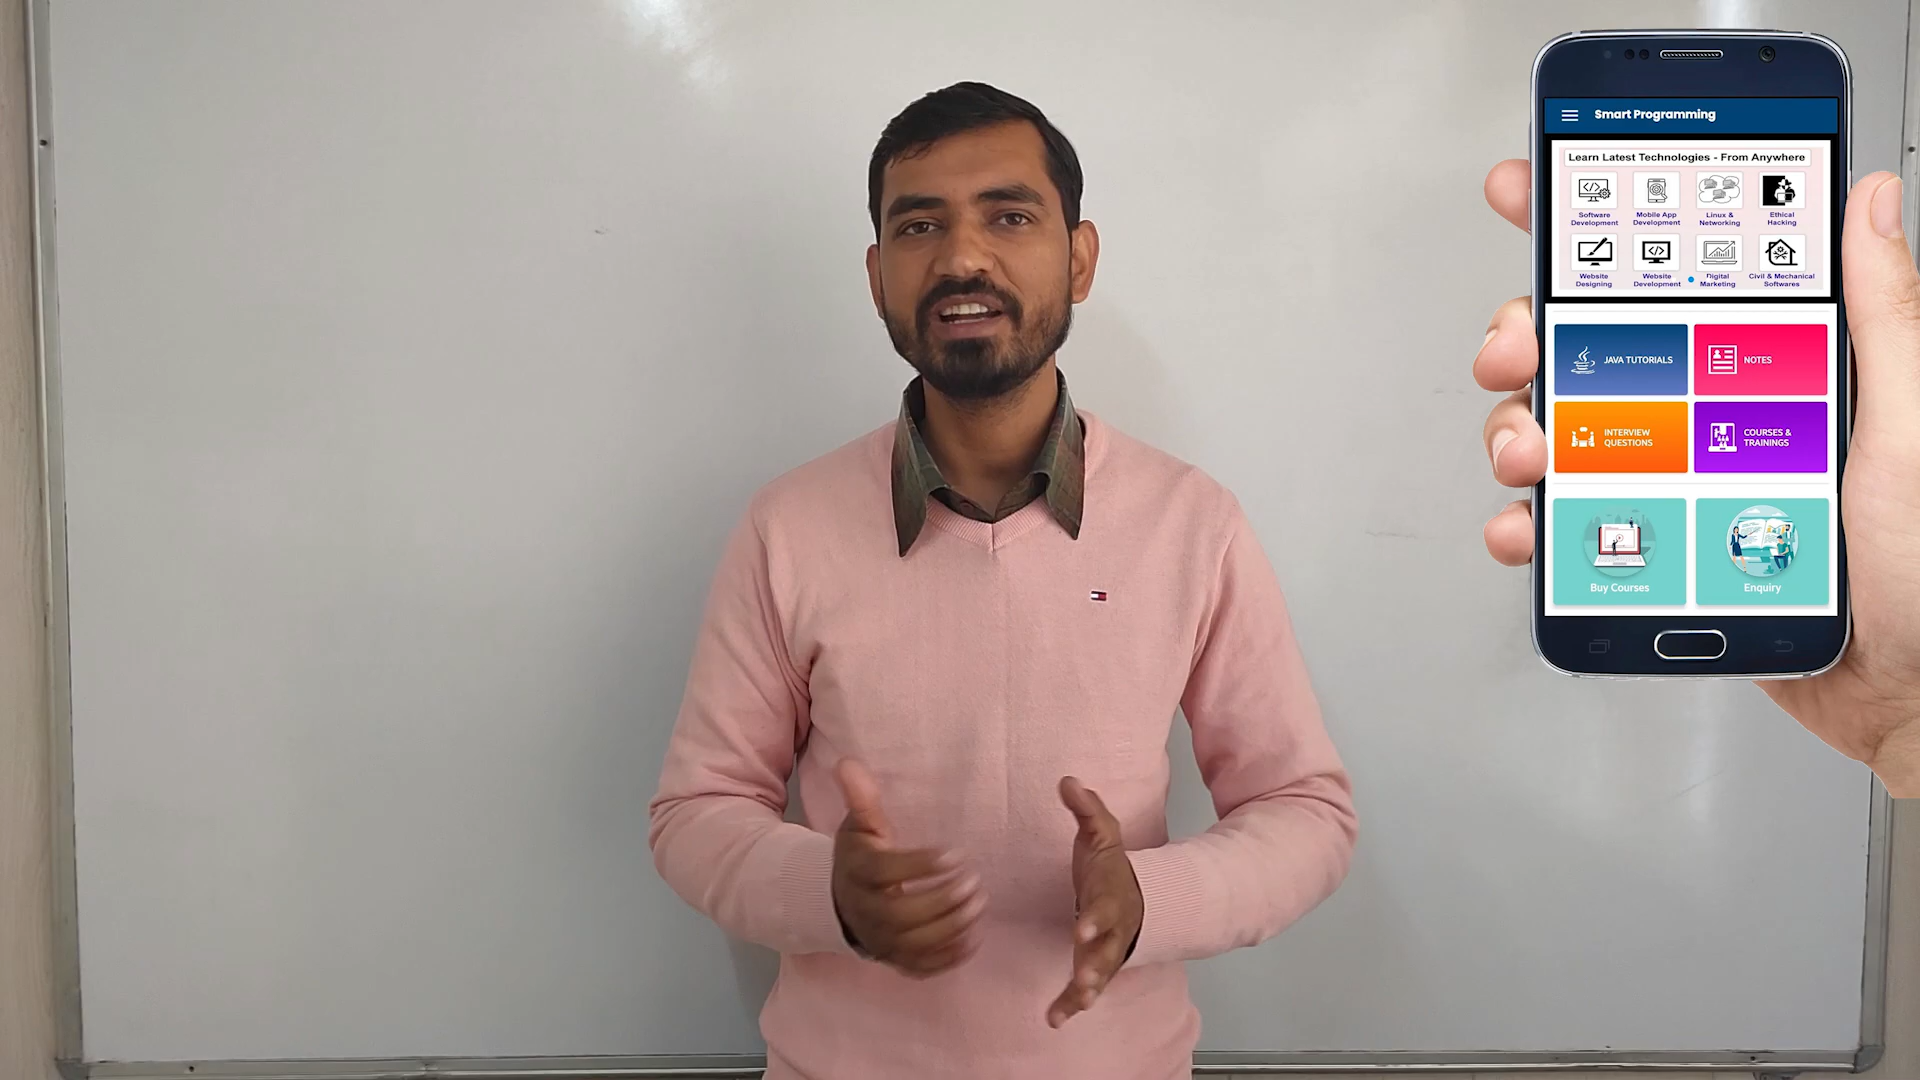 Smart Programming
Learn Latest Technologies - From Anywhere
Software
Development
Mobile App
Development
Linux &
Networking
Ethical
Hacking
Website
Designing
Website
Development
Digital
Marketing
Civil & Mechanical
Softwares
JAVA TUTORIALS
NOTES
INTERVIEW
QUESTIONS
COURSES &
TRAININGS
Buy Courses
Enquiry